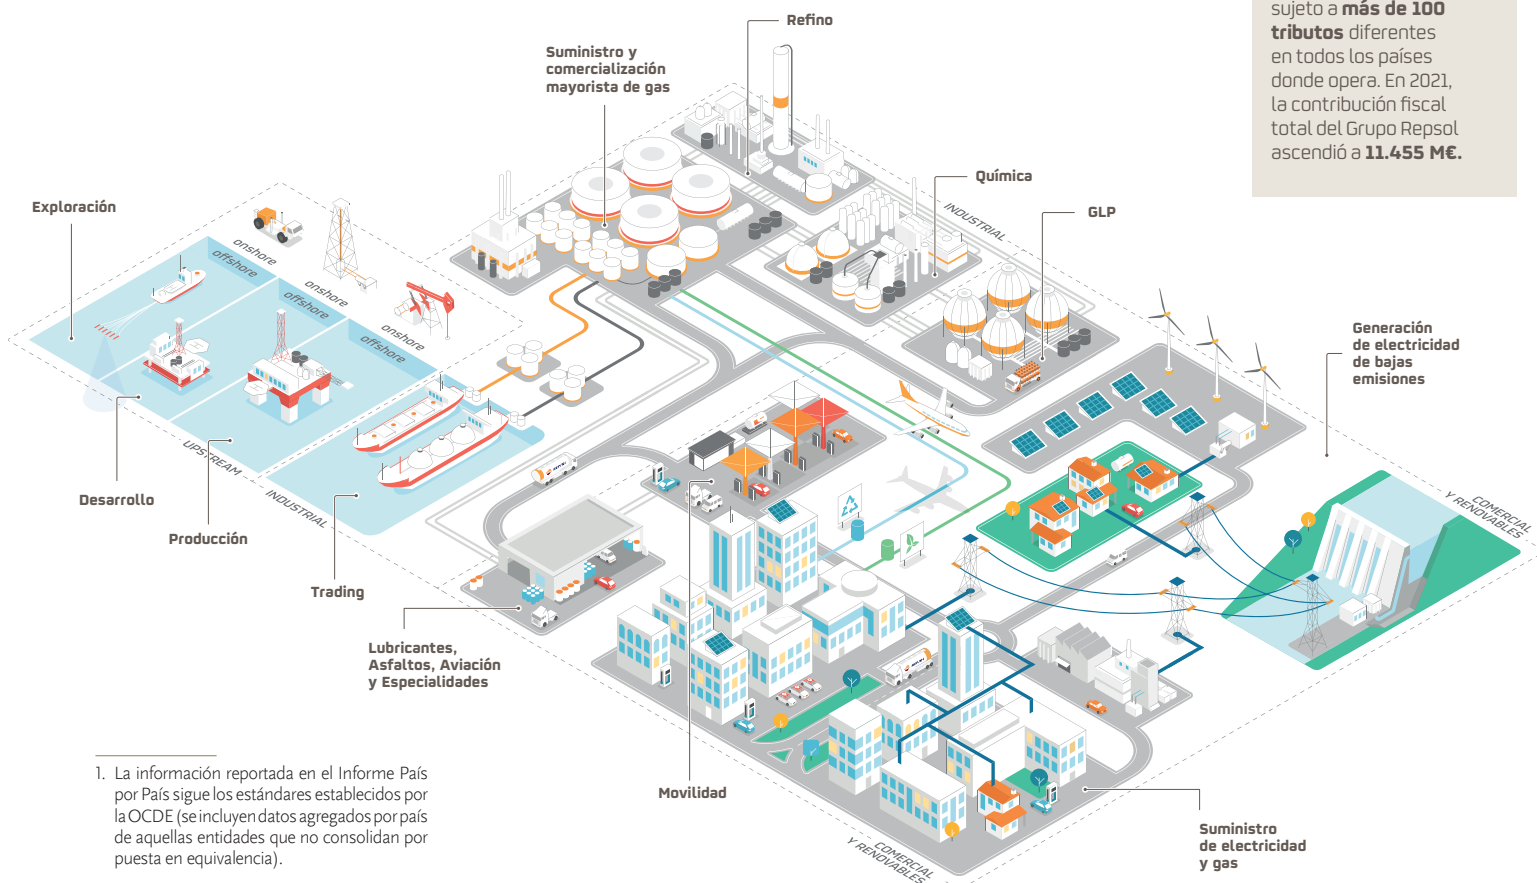 sujeto a más de 100
tributos diferentes
en todos los países
donde opera. En 2021,
la contribución fiscal
total del Grupo Repsol
ascendió a 11.455 M€.
Refino
Suministro y
comercialización
mayorista de gas
Química
INDUSTRIAL
GLP
Exploración
onshore
offshore
onshore
offshore
onshore
offshore
Generación
de electricidad
de bajas
emisiones
UPSTREAM
INDUSTRIAL
Desarrollo
Producción
Trading
COMERCIAL
Y RENOVABLES
Lubricantes,
Asfaltos, Aviación
y Especialidades
Movilidad
COMERCIAL
Y RENOVABLES
Suministro
de electricidad
y gas
1. La información reportada en el Informe País
por País sigue los estándares establecidos por
la OCDE (se incluyen datos agregados por país
de aquellas entidades que no consolidan por
puesta en equivalencia).